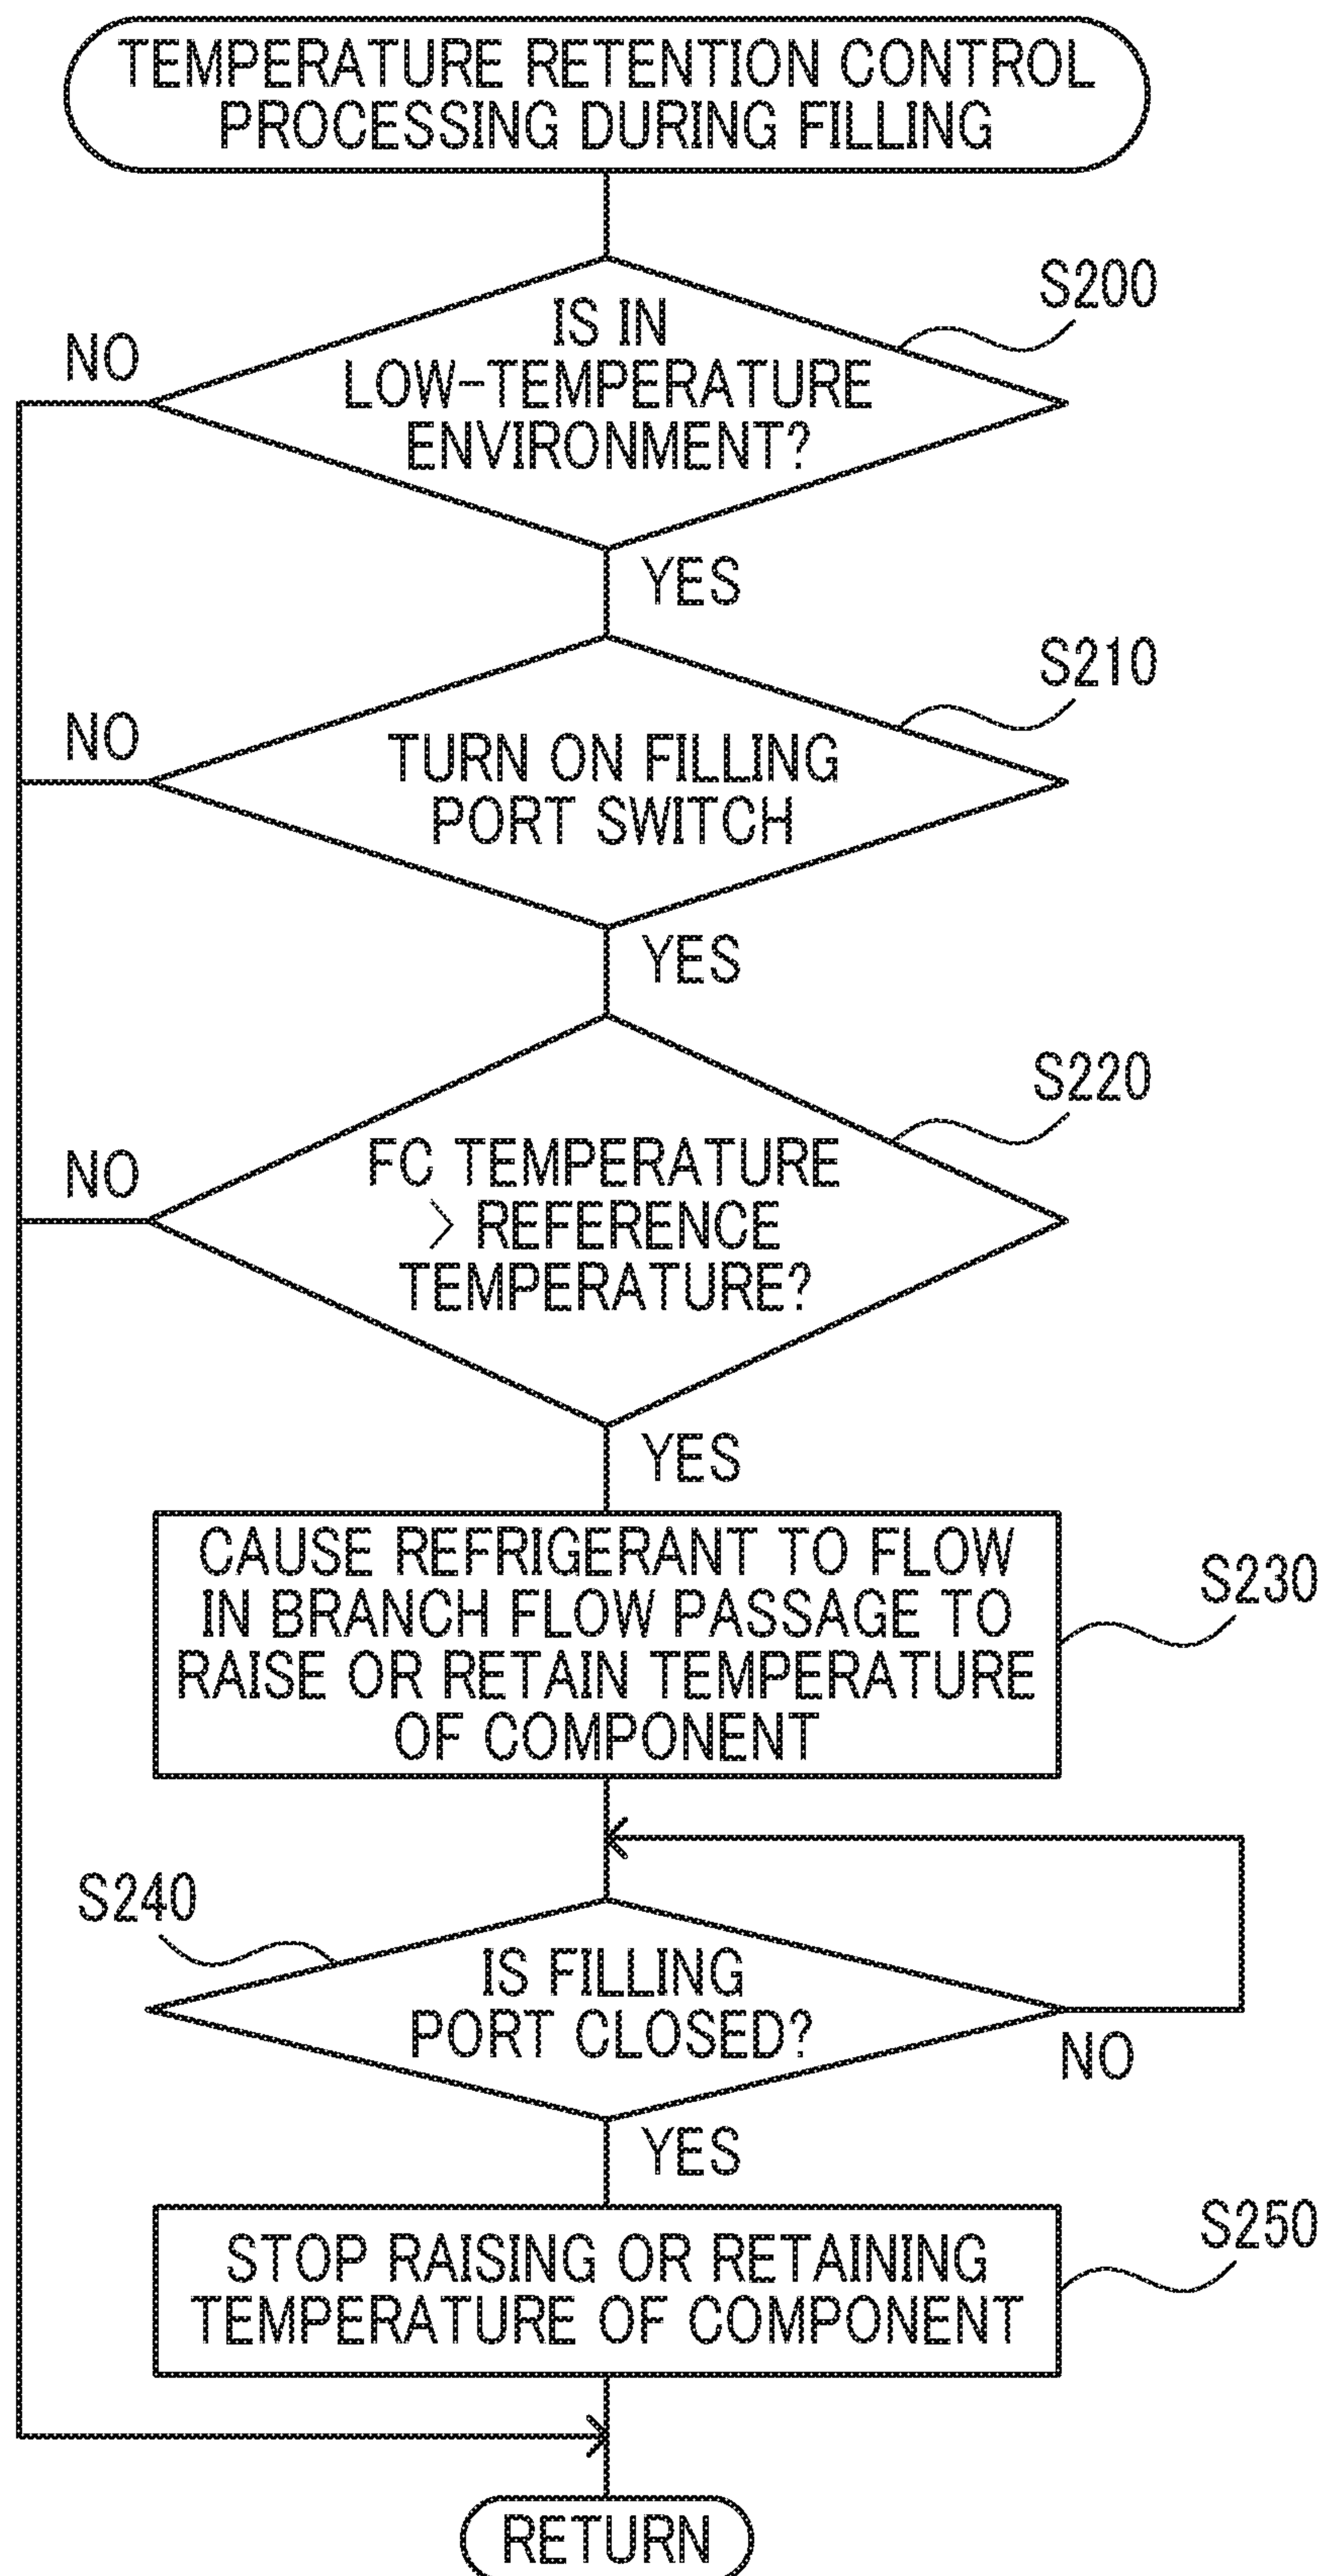 TEMPERATURE RETENTION CONTROL
PROCESSING DURING FILLING
S200
IS IN
LOW-TEMPERATURE
ENVIRONMENT?
NO
YES
S210
TURN ON FILLING
PORT SWITCH
NO
YES
S220
FC TEMPERATURE
> REFERENCE
TEMPERATURE?
NO
YES
CAUSE REFRIGERANT TO FLOW
IN BRANCH FLOW PASSAGE TO
RAISE OR RETAIN TEMPERATURE
OF COMPONENT
S230
S240
IS FILLING
PORT CLOSED?
NO
YES
STOP RAISING OR RETAINING
TEMPERATURE OF COMPONENT
S250
RETURN